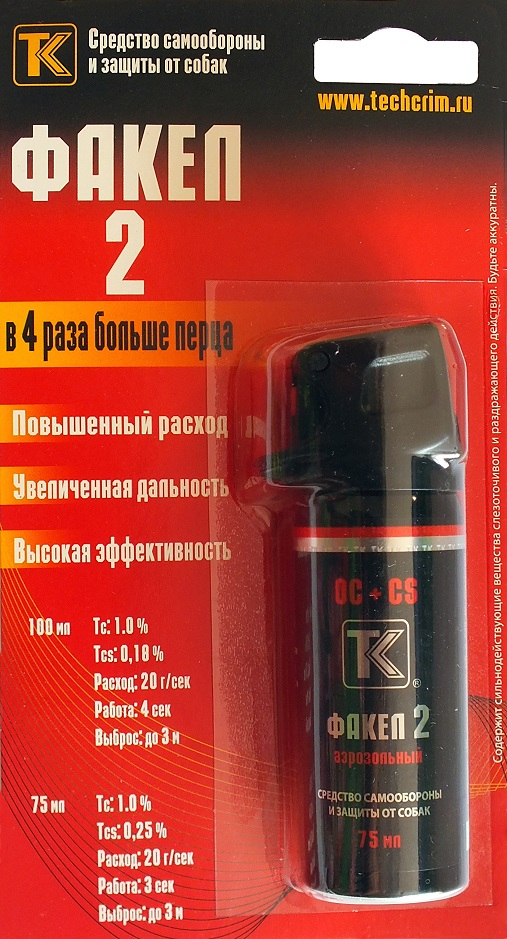 ТК
Средство самообороны
и защиты от собак
www.techcrim.ru
ФАКЕЛ
2
в 4 раза больше перца
Повышенный расход
Увеличенная дальность
Высокая эффективность
100 мл
Тс: 1.0 %
Tcs: 0,18 %
Расход: 20 г/сек
Работа: 4 сек
Выброс: до 3 м
75 мл
Тс: 1.0 %
Tcs: 0,25 %
Расход: 20 г/сек
Работа: 3 сек
Выброс: до 3 м
OC + CS
ТК
®
ФАКЕЛ 2
аэрозольный
СРЕДСТВО САМООБОРОНЫ
И ЗАЩИТЫ ОТ СОБАК
75 мл
Содержит сильнодействующие вещества слезоточивого и раздражающего действия. Будьте аккуратны.